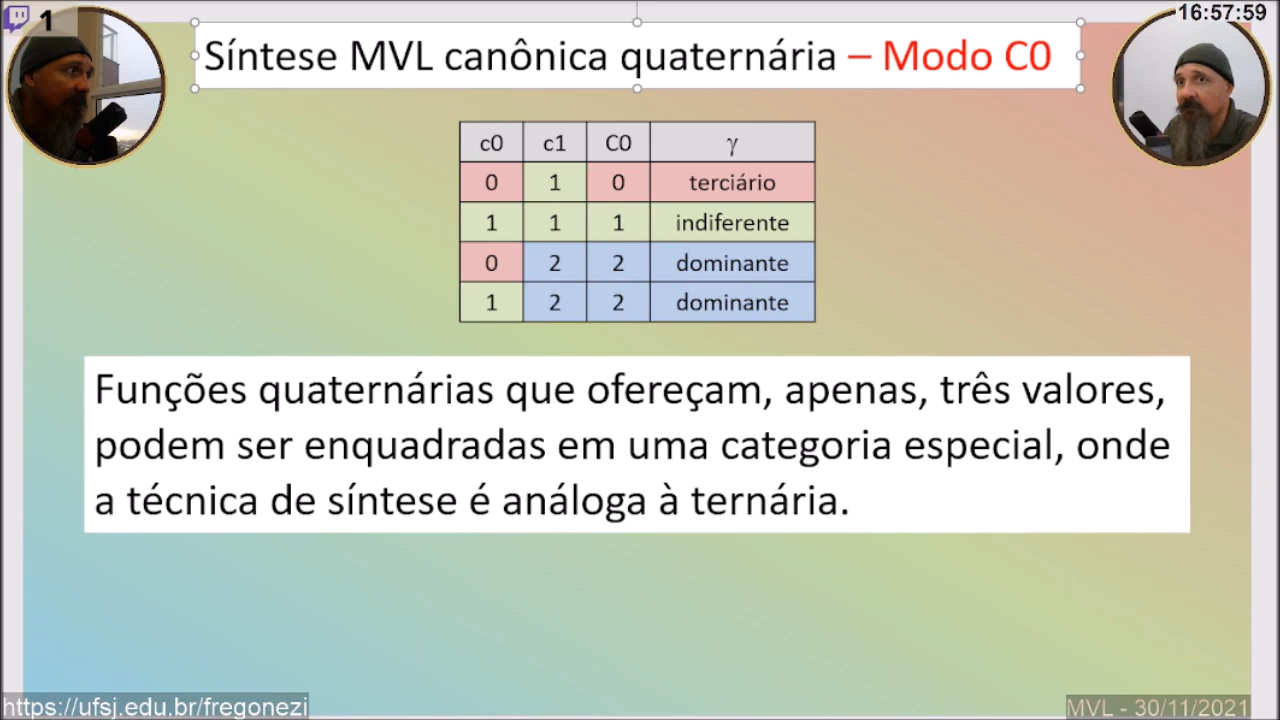 1
16:57:59
Síntese MVL canônica quaternária – Modo C0
c0 c1 C0 γ
0 1 0 terciário
1 1 1 indiferente
0 2 2 dominante
1 2 2 dominante
Funções quaternárias que ofereçam, apenas, três valores,
podem ser enquadradas em uma categoria especial, onde
a técnica de síntese é análoga à ternária.
https://ufsj.edu.br/fregonezi
MVL - 30/11/2021